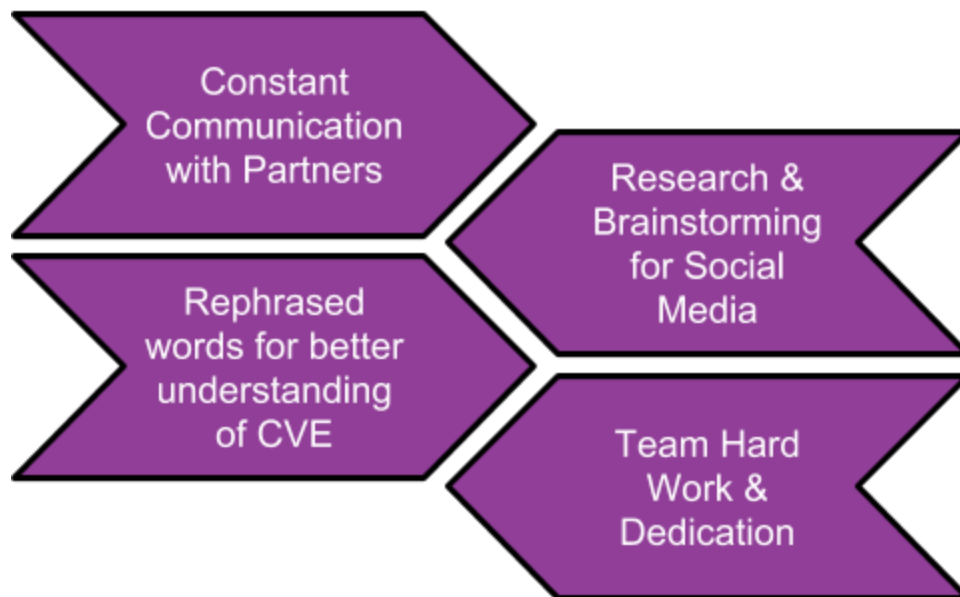 Constant
Communication
with Partners
Research &
Brainstorming
for Social
Media
Rephrased
words for better
understanding
of CVE
Team Hard
Work &
Dedication